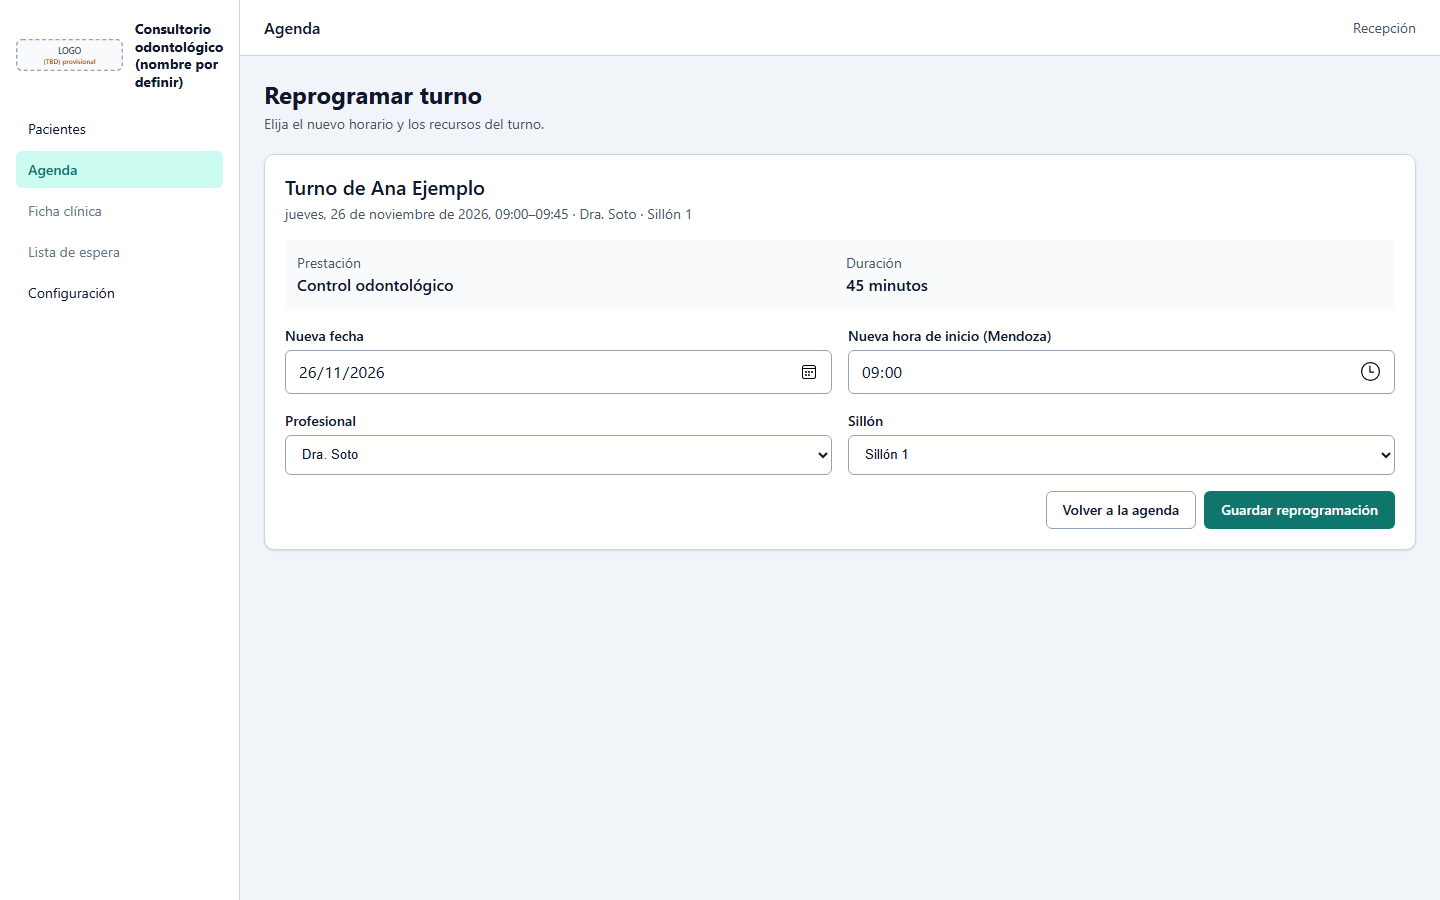 LOGO
(TBD) provisional
Consultorio
odontológico
(nombre por
definir)
Pacientes
Agenda
Ficha clínica
Lista de espera
Configuración
Agenda
Recepción
Reprogramar turno
Elija el nuevo horario y los recursos del turno.
Turno de Ana Ejemplo
jueves, 26 de noviembre de 2026, 09:00–09:45 · Dra. Soto · Sillón 1
Prestación
Control odontológico
Duración
45 minutos
Nueva fecha
26/11/2026
Nueva hora de inicio (Mendoza)
09:00
Profesional
Dra. Soto
Sillón
Sillón 1
Volver a la agenda
Guardar reprogramación